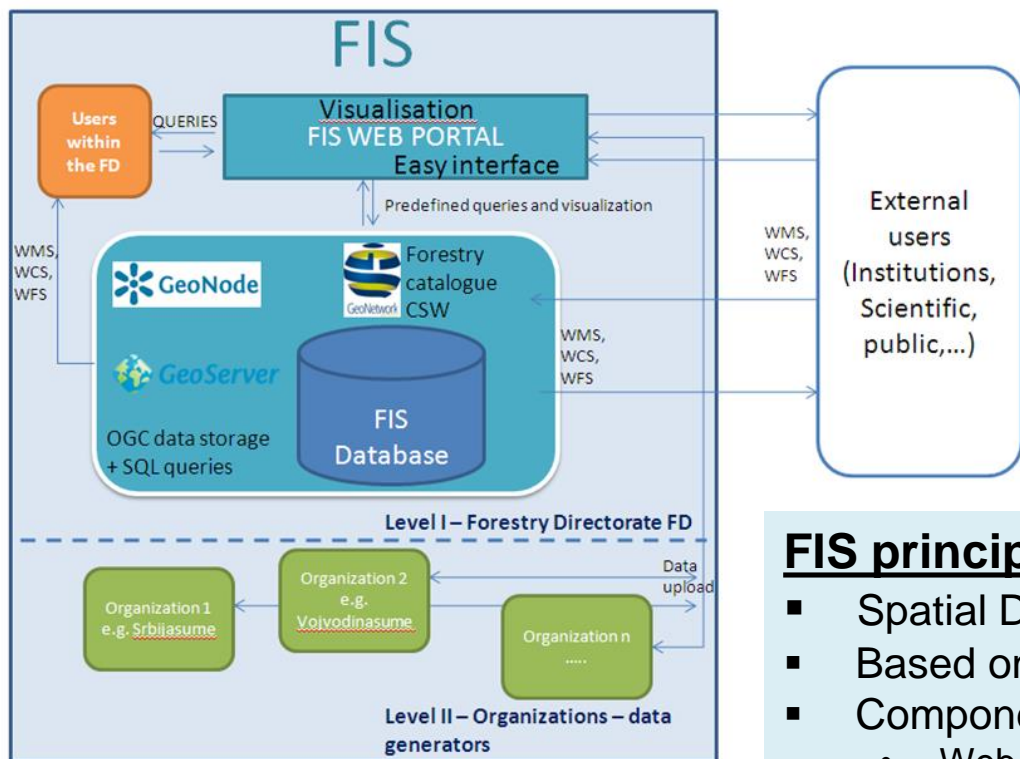 FIS
Users
within
the FD
QUERIES
Visualisation
FIS WEB PORTAL
Easy interface
Predefined queries and visualization
WMS,
WCS,
WFS
GeoNode
GeoNetwork
Forestry
catalogue
CSW
GeoServer
FIS
Database
OGC data storage
+ SQL queries
WMS,
WCS,
WFS
WMS,
WCS,
WFS
External
users
(Institutions,
Scientific,
public,...)
Level I – Forestry Directorate FD
Organization 1
e.g. Srbijasume
Organization 2
e.g.
Vojvodinasume
Organization n
.....
Data
upload
Level II – Organizations – data
generators
FIS princip
▪ Spatial D
▪ Based or
▪ Compone